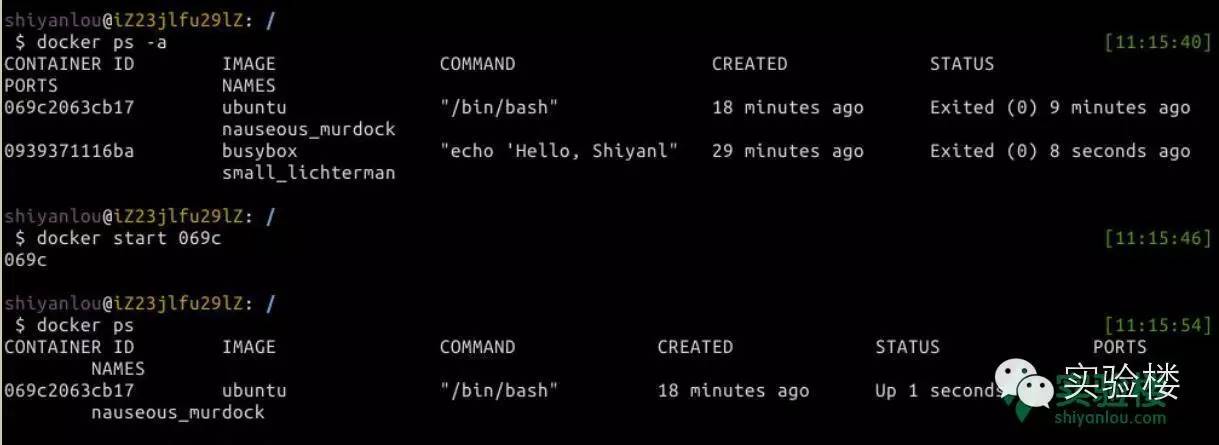 shiyanlou@iZ23jlfu29lZ: /
$ docker ps -a [11:15:40]
CONTAINER ID IMAGE COMMAND CREATED STATUS
PORTS NAMES
069c2063cb17 ubuntu "/bin/bash" 18 minutes ago Exited (0) 9 minutes ago
nauseous_murdock
0939371116ba busybox "echo 'Hello, Shiyanl" 29 minutes ago Exited (0) 8 seconds ago
small_lichterman
shiyanlou@iZ23jlfu29lZ: /
$ docker start 069c [11:15:46]
069c
shiyanlou@iZ23jlfu29lZ: /
$ docker ps [11:15:54]
CONTAINER ID IMAGE COMMAND CREATED STATUS PORTS
NAMES
069c2063cb17 ubuntu "/bin/bash" 18 minutes ago Up 1 seconds
nauseous_murdock
实验楼
实验楼
shiyanlou.com